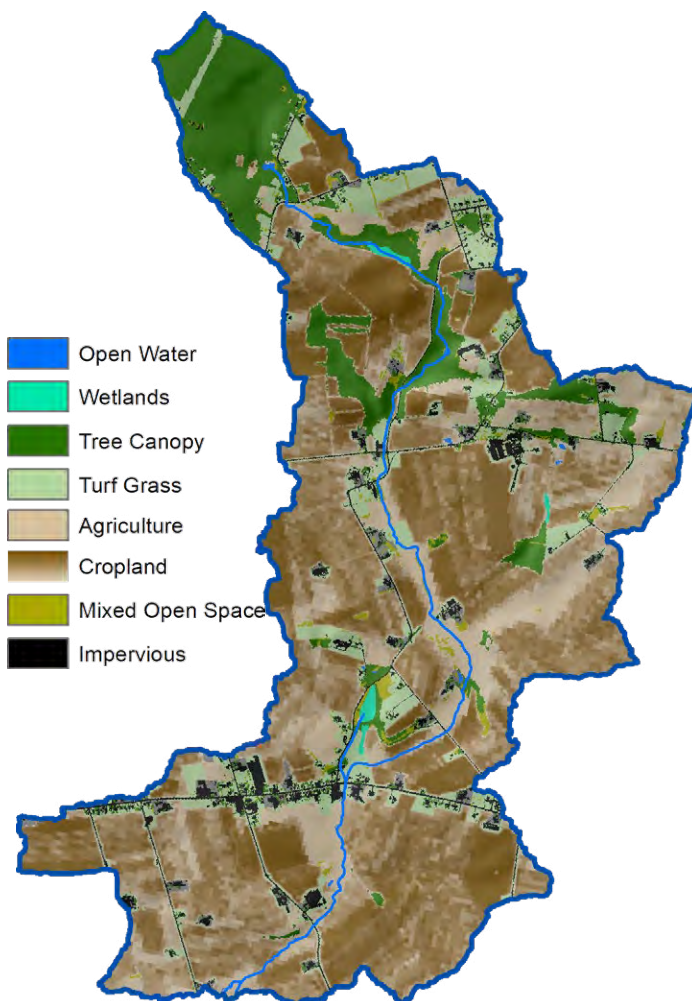 Open Water
Wetlands
Tree Canopy
Turf Grass
Agriculture
Cropland
Mixed Open Space
Impervious